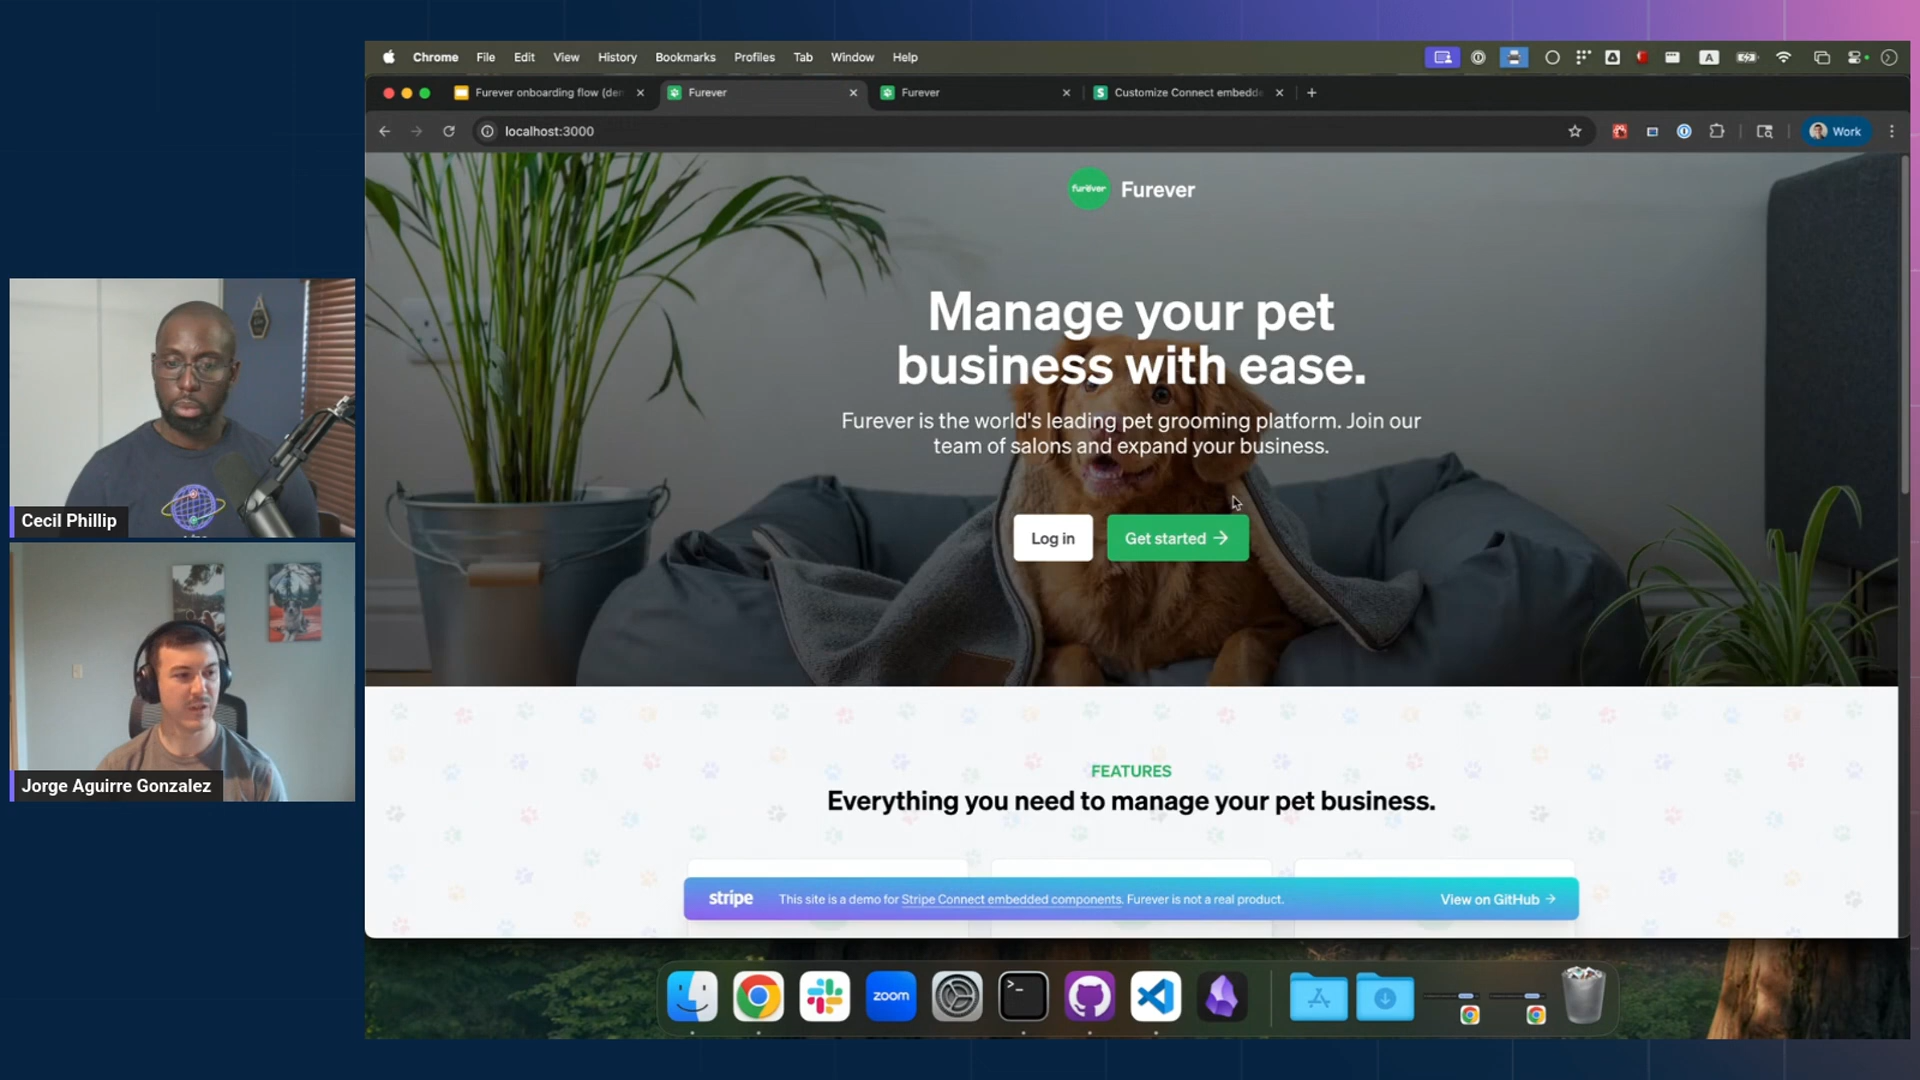 Chrome File Edit View History Bookmarks Profiles Tab Window Help
A
Furever onboarding flow (den
Furever
Furever
Customize Connect embedde
localhost:3000
Work
furever
Furever
Manage your pet
business with ease.
Furever is the world's leading pet grooming platform. Join our
team of salons and expand your business.
Log in
Get started →
Cecil Phillip
Jorge Aguirre Gonzalez
FEATURES
Everything you need to manage your pet business.
stripe
This site is a demo for Stripe Connect embedded components. Furever is not a real product.
View on GitHub →
zoom